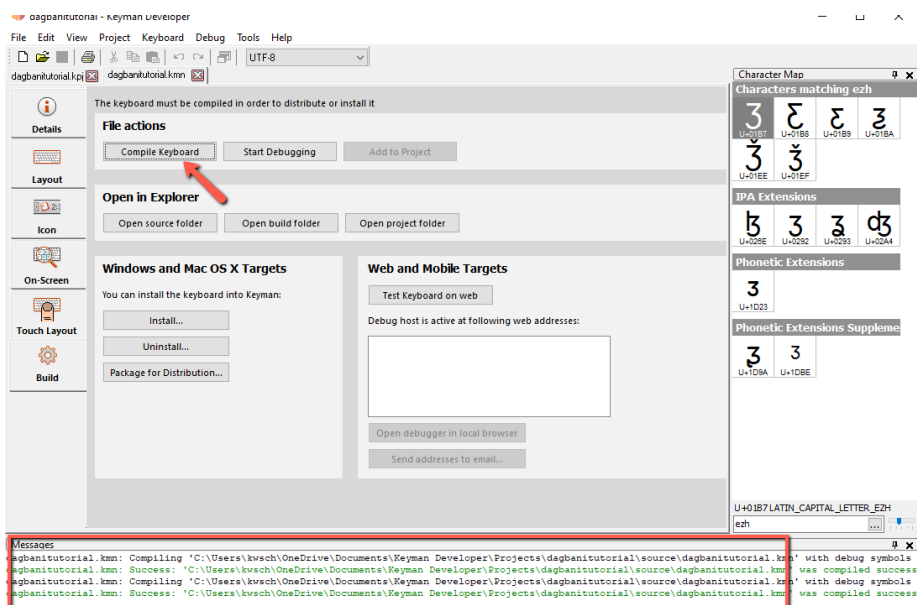 dagbanitutorial - Keyman Developer
File Edit View Project Keyboard Debug Tools Help
UTF-8
dagbanitutorial.kpj dagbanitutorial.kmn
Details
Layout
Icon
On-Screen
Touch Layout
Build
The keyboard must be compiled in order to distribute or install it
File actions
Compile Keyboard Start Debugging Add to Project
Open in Explorer
Open source folder Open build folder Open project folder
Windows and Mac OS X Targets
You can install the keyboard into Keyman:
Install...
Uninstall...
Package for Distribution...
Web and Mobile Targets
Test Keyboard on web
Debug host is active at following web addresses:
Open debugger in local browser
Send addresses to email...
Character Map
Characters matching ezh
Ʒ Ƹ ƹ ƺ
U+01B7 U+01B8 U+01B9 U+01BA
Ǯ ǯ
U+01EE U+01EF
IPA Extensions
ɮ ʒ ʓ ʤ
U+026E U+0292 U+0293 U+02A4
Phonetic Extensions
ᴣ
U+1D23
Phonetic Extensions Suppleme
ᶚ ᶾ
U+1D9A U+1DBE
U+01B7 LATIN_CAPITAL_LETTER_EZH
ezh ...
Messages
dagbanitutorial.kmn: Compiling 'C:\Users\kwsch\OneDrive\Documents\Keyman Developer\Projects\dagbanitutorial\source\dagbanitutorial.kmn' with debug symbols
dagbanitutorial.kmn: Success: 'C:\Users\kwsch\OneDrive\Documents\Keyman Developer\Projects\dagbanitutorial\source\dagbanitutorial.kmn' was compiled success
dagbanitutorial.kmn: Compiling 'C:\Users\kwsch\OneDrive\Documents\Keyman Developer\Projects\dagbanitutorial\source\dagbanitutorial.kmn' with debug symbols
dagbanitutorial.kmn: Success: 'C:\Users\kwsch\OneDrive\Documents\Keyman Developer\Projects\dagbanitutorial\source\dagbanitutorial.kmn' was compiled success